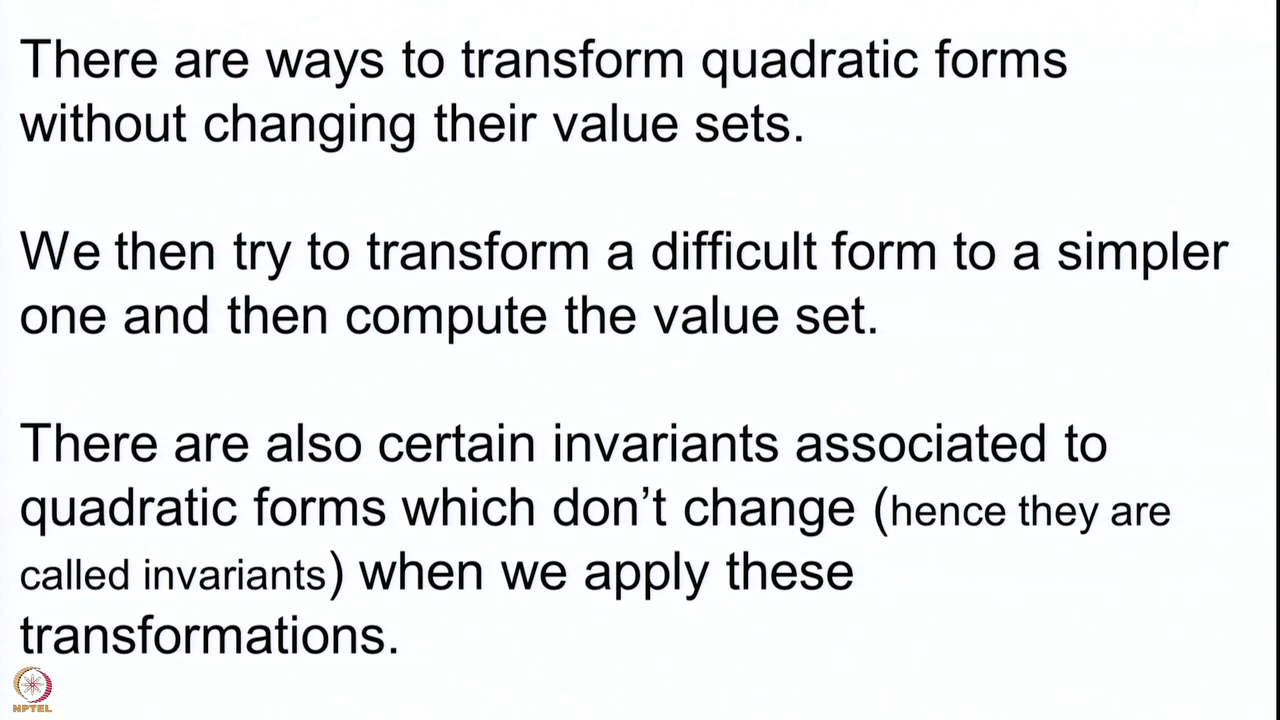 There are ways to transform quadratic forms
without changing their value sets.
We then try to transform a difficult form to a simpler
one and then compute the value set.
There are also certain invariants associated to
quadratic forms which don’t change (hence they are
called invariants) when we apply these
transformations.
NPTEL